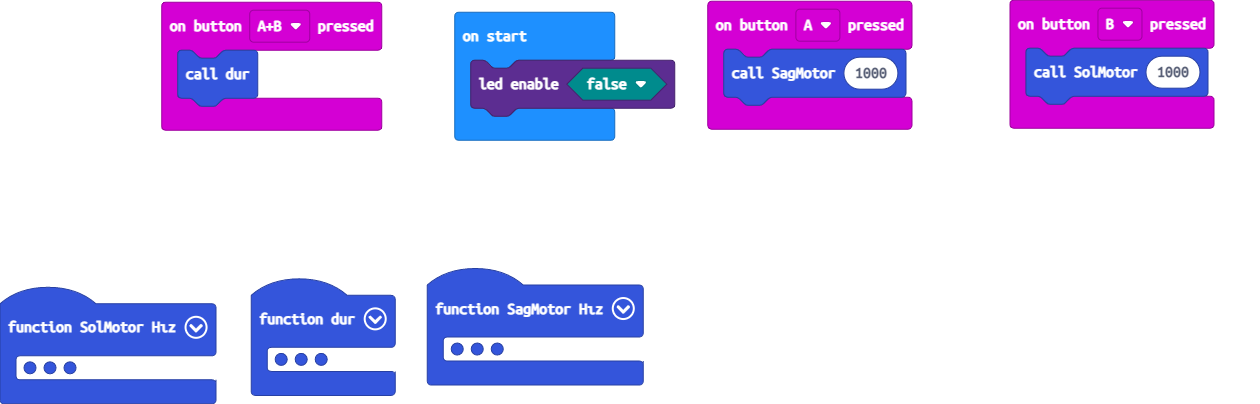 on button A+B pressed
call dur
on start
led enable false
on button A pressed
call SagMotor 1000
on button B pressed
call SolMotor 1000
function SolMotor Hız
function dur
function SagMotor Hız